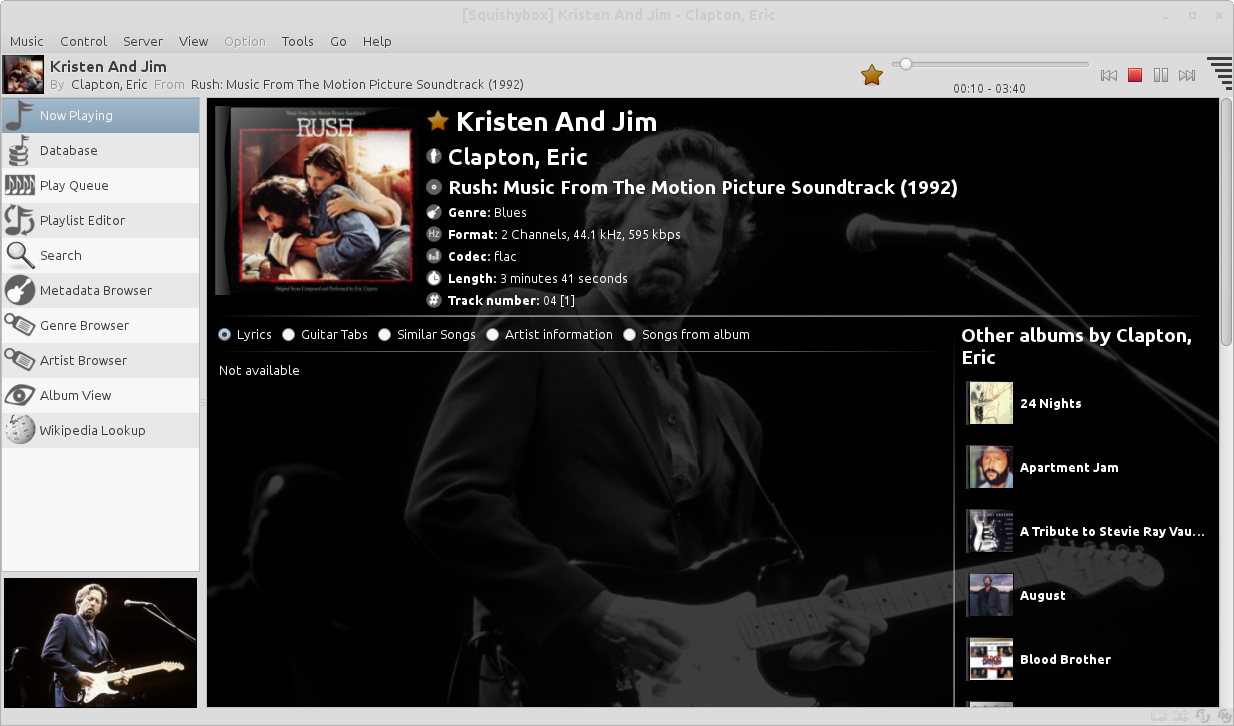 [Squishybox] Kristen And Jim - Clapton, Eric
Music Control Server View Option Tools Go Help
Kristen And Jim
By Clapton, Eric From Rush: Music From The Motion Picture Soundtrack (1992)
00:10 - 03:40
Now Playing
Database
Play Queue
Playlist Editor
Search
Metadata Browser
Genre Browser
Artist Browser
Album View
Wikipedia Lookup
Music From The Motion Picture Soundtrack
RUSH
Original Score Composed and Performed by Eric Clapton
Kristen And Jim
Clapton, Eric
Rush: Music From The Motion Picture Soundtrack (1992)
Genre: Blues
Hz Format: 2 Channels, 44.1 kHz, 595 kbps
Codec: flac
Length: 3 minutes 41 seconds
# Track number: 04 [1]
Lyrics Guitar Tabs Similar Songs Artist information Songs from album
Not available
Other albums by Clapton,
Eric
24 Nights
Apartment Jam
A Tribute to Stevie Ray Vau...
August
Blood Brother